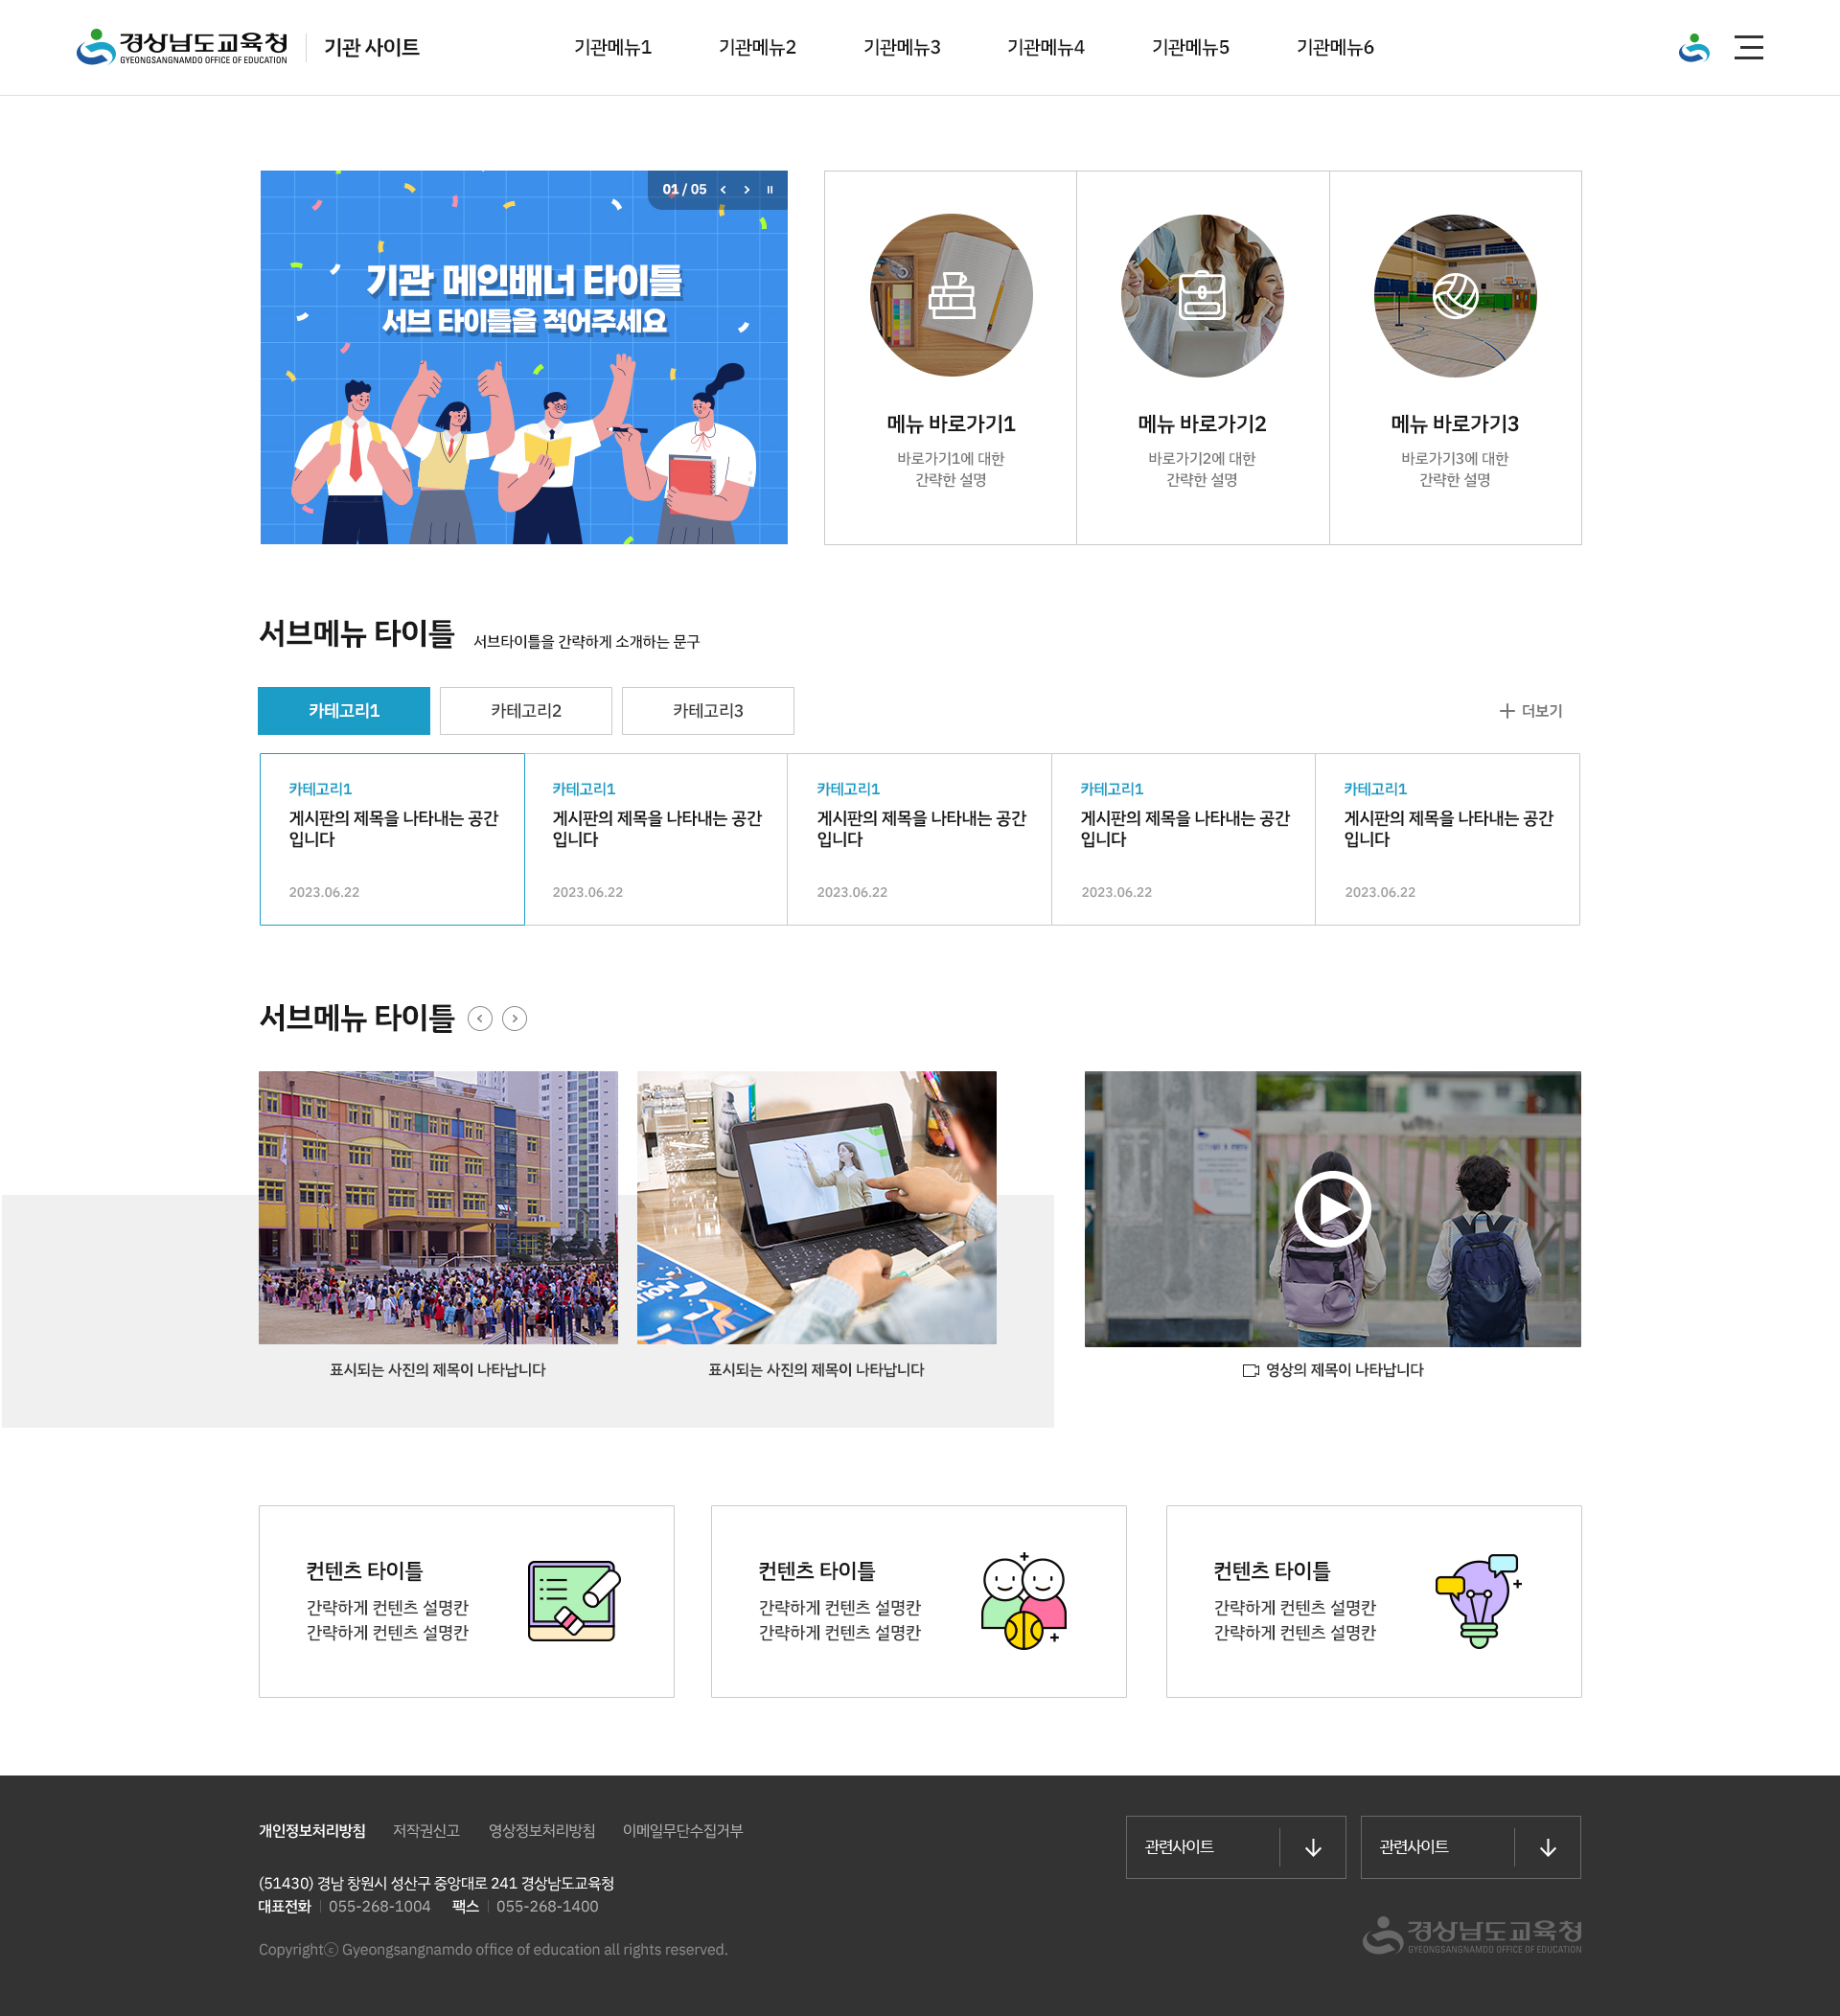 경상남도교육청
GYEONGSANGNAMDO OFFICE OF EDUCATION
기관 사이트
기관메뉴1
기관메뉴2
기관메뉴3
기관메뉴4
기관메뉴5
기관메뉴6
01 / 05
기관 메인배너 타이틀
서브 타이틀을 적어주세요
메뉴 바로가기1
바로가기1에 대한
간략한 설명
메뉴 바로가기2
바로가기2에 대한
간략한 설명
메뉴 바로가기3
바로가기3에 대한
간략한 설명
서브메뉴 타이틀
서브타이틀을 간략하게 소개하는 문구
카테고리1
카테고리2
카테고리3
더보기
카테고리1
게시판의 제목을 나타내는 공간
입니다
2023.06.22
카테고리1
게시판의 제목을 나타내는 공간
입니다
2023.06.22
카테고리1
게시판의 제목을 나타내는 공간
입니다
2023.06.22
카테고리1
게시판의 제목을 나타내는 공간
입니다
2023.06.22
카테고리1
게시판의 제목을 나타내는 공간
입니다
2023.06.22
서브메뉴 타이틀
표시되는 사진의 제목이 나타납니다
표시되는 사진의 제목이 나타납니다
영상의 제목이 나타납니다
컨텐츠 타이틀
간략하게 컨텐츠 설명칸
간략하게 컨텐츠 설명칸
컨텐츠 타이틀
간략하게 컨텐츠 설명칸
간략하게 컨텐츠 설명칸
컨텐츠 타이틀
간략하게 컨텐츠 설명칸
간략하게 컨텐츠 설명칸
개인정보처리방침
저작권신고
영상정보처리방침
이메일무단수집거부
관련사이트
관련사이트
(51430) 경남 창원시 성산구 중앙대로 241 경상남도교육청
대표전화 055-268-1004 팩스 055-268-1400
Copyrightⓒ Gyeongsangnamdo office of education all rights reserved.
경상남도교육청
GYEONGSANGNAMDO OFFICE OF EDUCATION